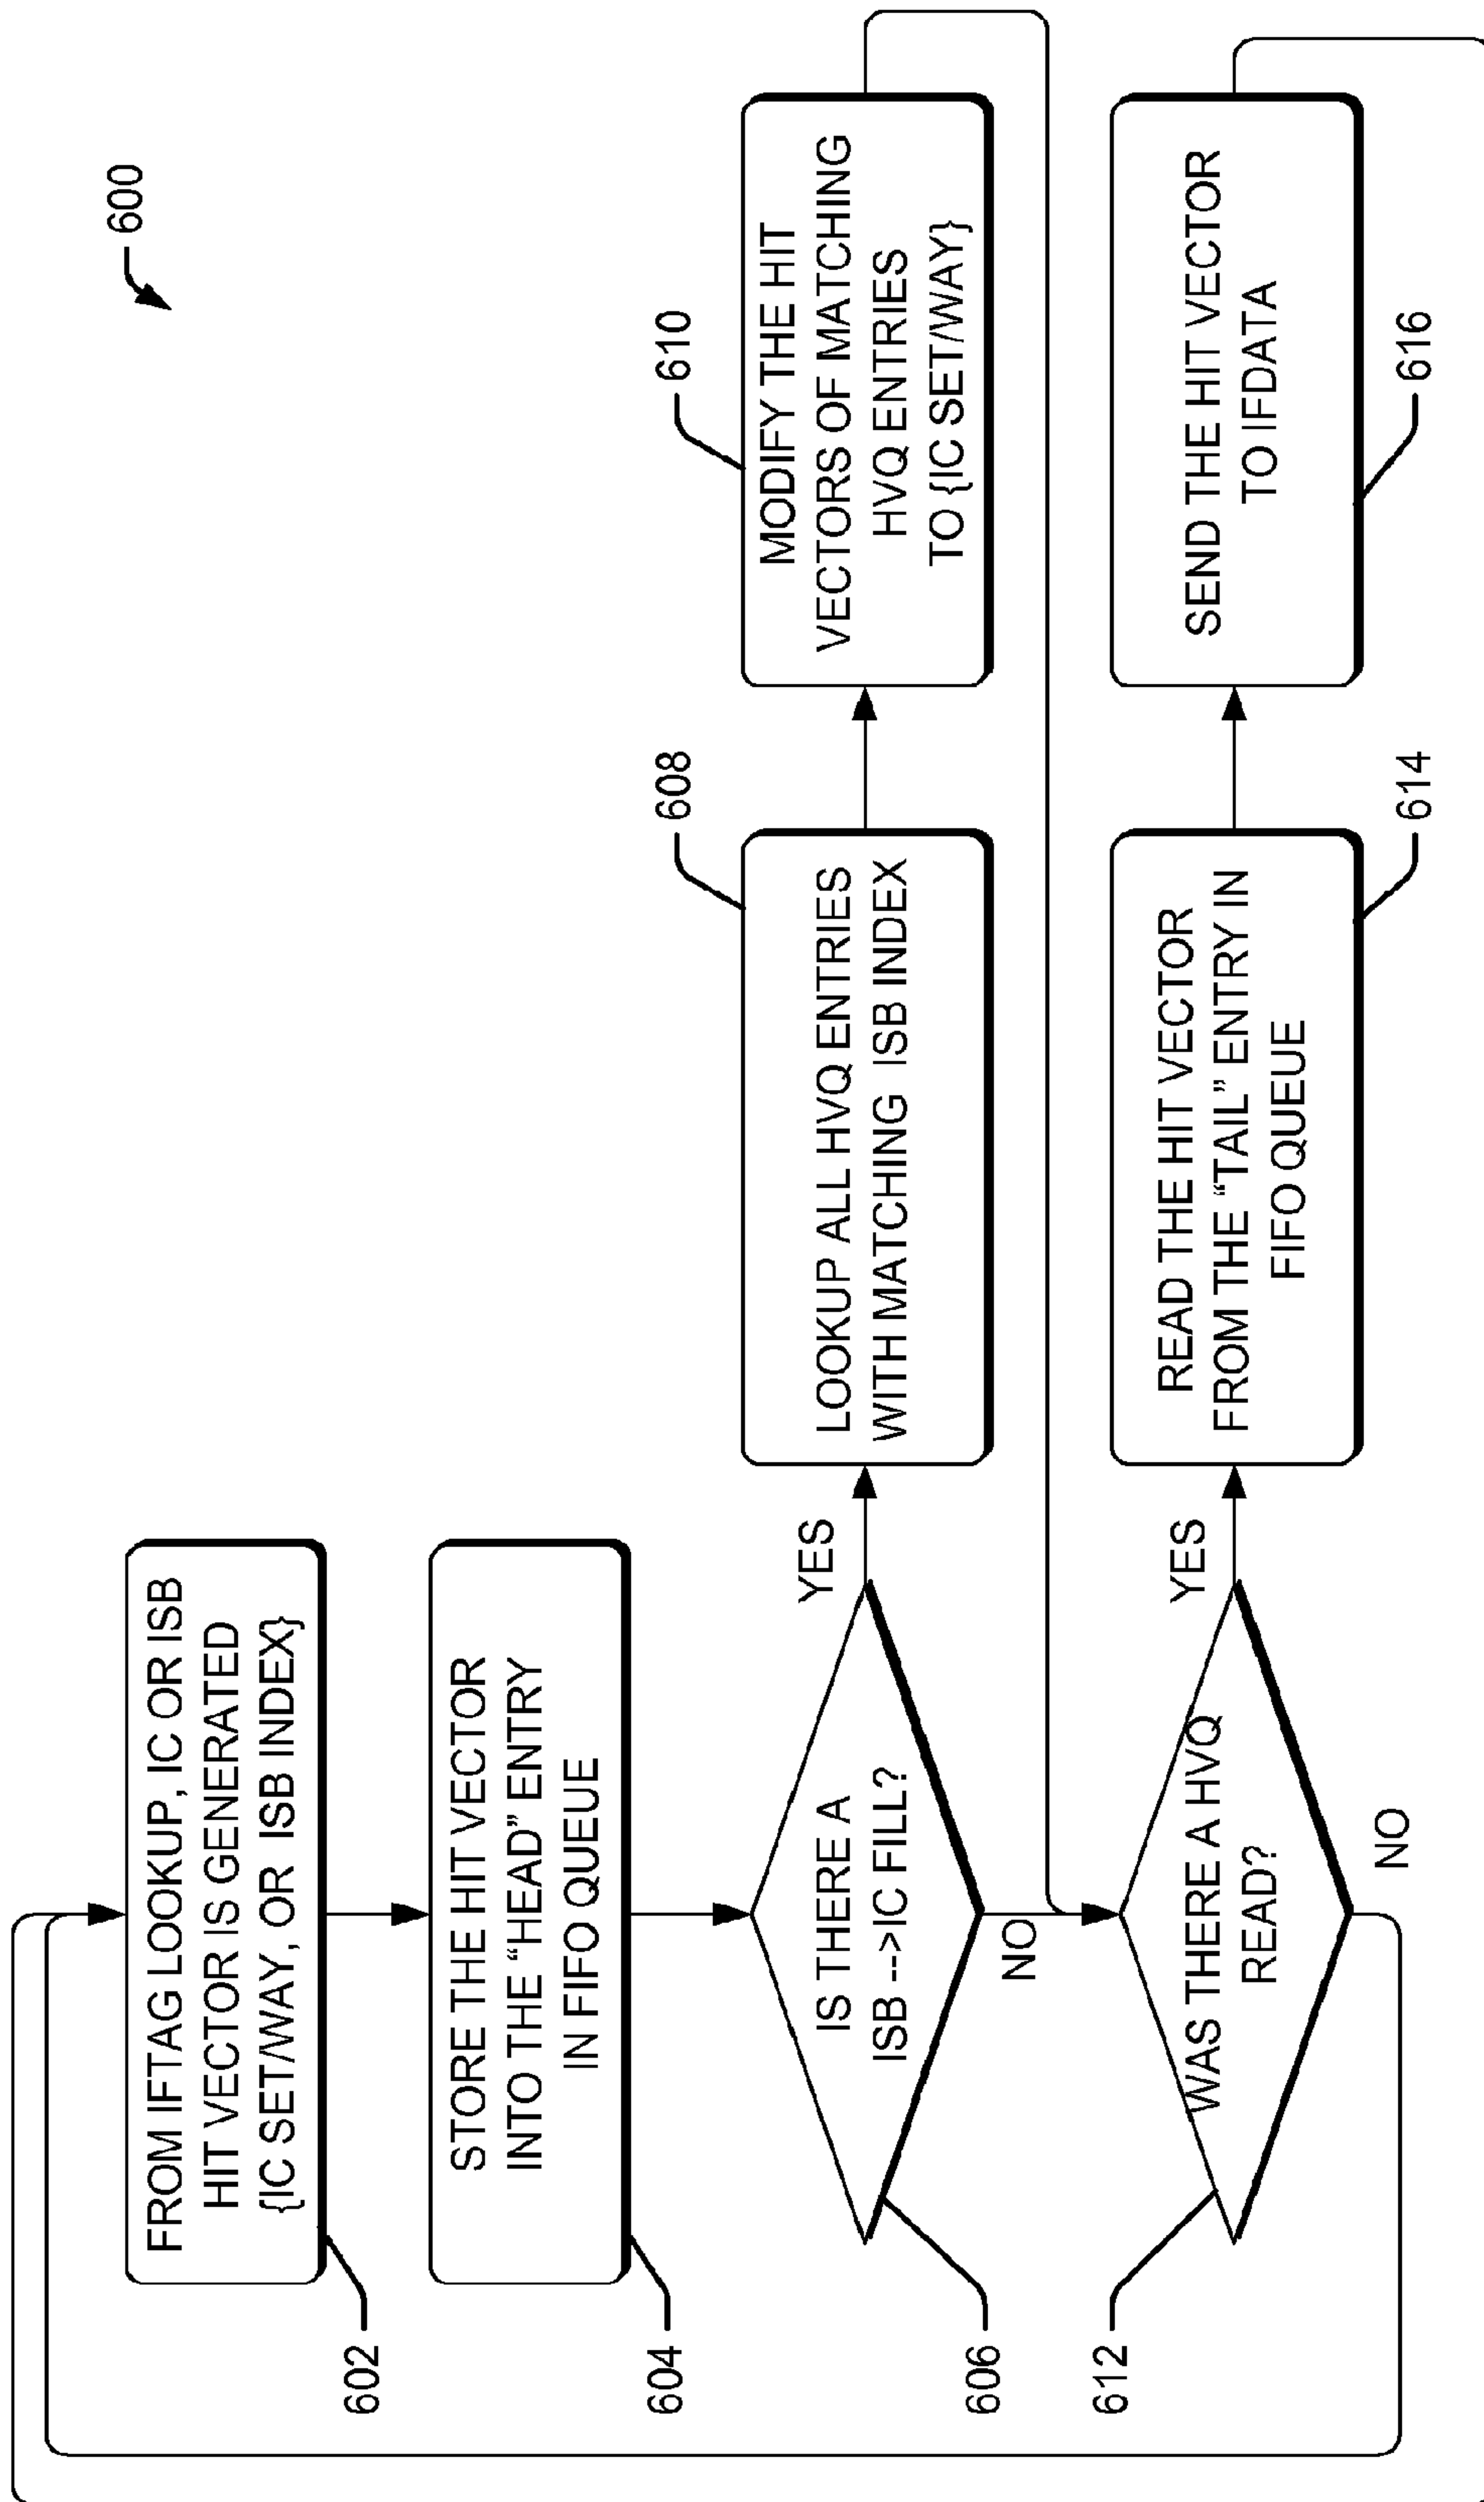 600
FROM IFTAG LOOKUP, IC OR ISB
HIT VECTOR IS GENERATED
{IC SET/WAY, OR ISB INDEX}
602
STORE THE HIT VECTOR
INTO THE “HEAD” ENTRY
IN FIFO QUEUE
604
IS THERE A
ISB -->IC FILL?
606
YES
NO
LOOKUP ALL HVQ ENTRIES
WITH MATCHING ISB INDEX
608
MODIFY THE HIT
VECTORS OF MATCHING
HVQ ENTRIES
TO {IC SET/WAY}
610
WAS THERE A HVQ
READ?
612
YES
NO
READ THE HIT VECTOR
FROM THE “TAIL” ENTRY IN
FIFO QUEUE
614
SEND THE HIT VECTOR
TO IFDATA
616